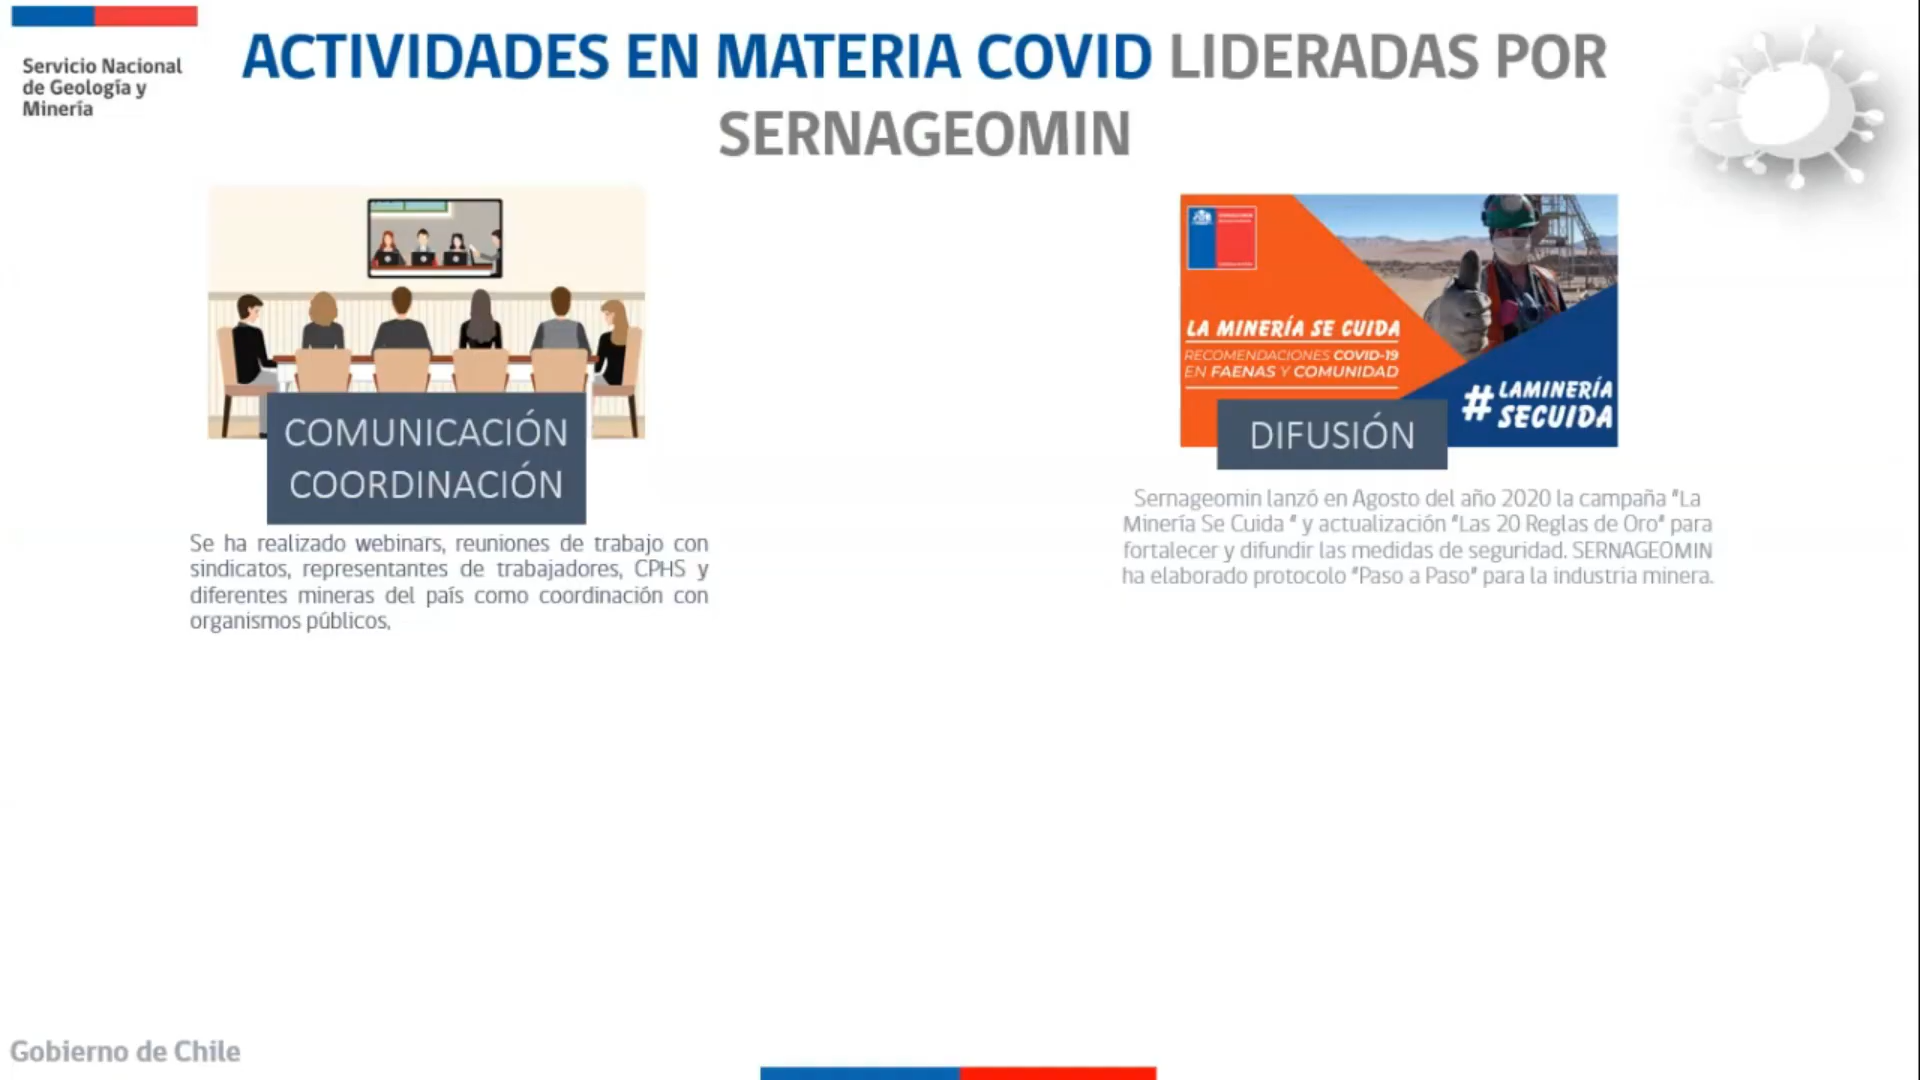 Servicio Nacional
de Geología y
Minería
ACTIVIDADES EN MATERIA COVID LIDERADAS POR
SERNAGEOMIN
COMUNICACIÓN
COORDINACIÓN
Se ha realizado webinars, reuniones de trabajo con
sindicatos, representantes de trabajadores, CPHS y
diferentes mineras del país como coordinación con
organismos públicos,
LA MINERÍA SE CUIDA
RECOMENDACIONES COVID-19
EN FAENAS Y COMUNIDAD
#LAMINERÍA
SECUIDA
DIFUSIÓN
Sernageomin lanzó en Agosto del año 2020 la campaña "La
Minería Se Cuida " y actualización "Las 20 Reglas de Oro" para
fortalecer y difundir las medidas de seguridad. SERNAGEOMIN
ha elaborado protocolo "Paso a Paso" para la industria minera.
Gobierno de Chile